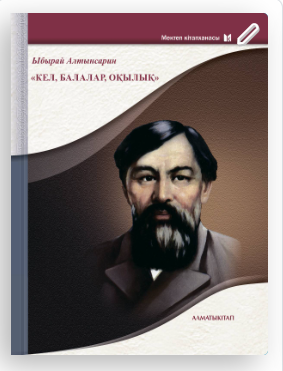 Мектеп кітапханасы
Ыбырай Алтынсарин
«КЕЛ, БАЛАЛАР, ОҚЫЛЫҚ»
АЛМАТЫКІТАП